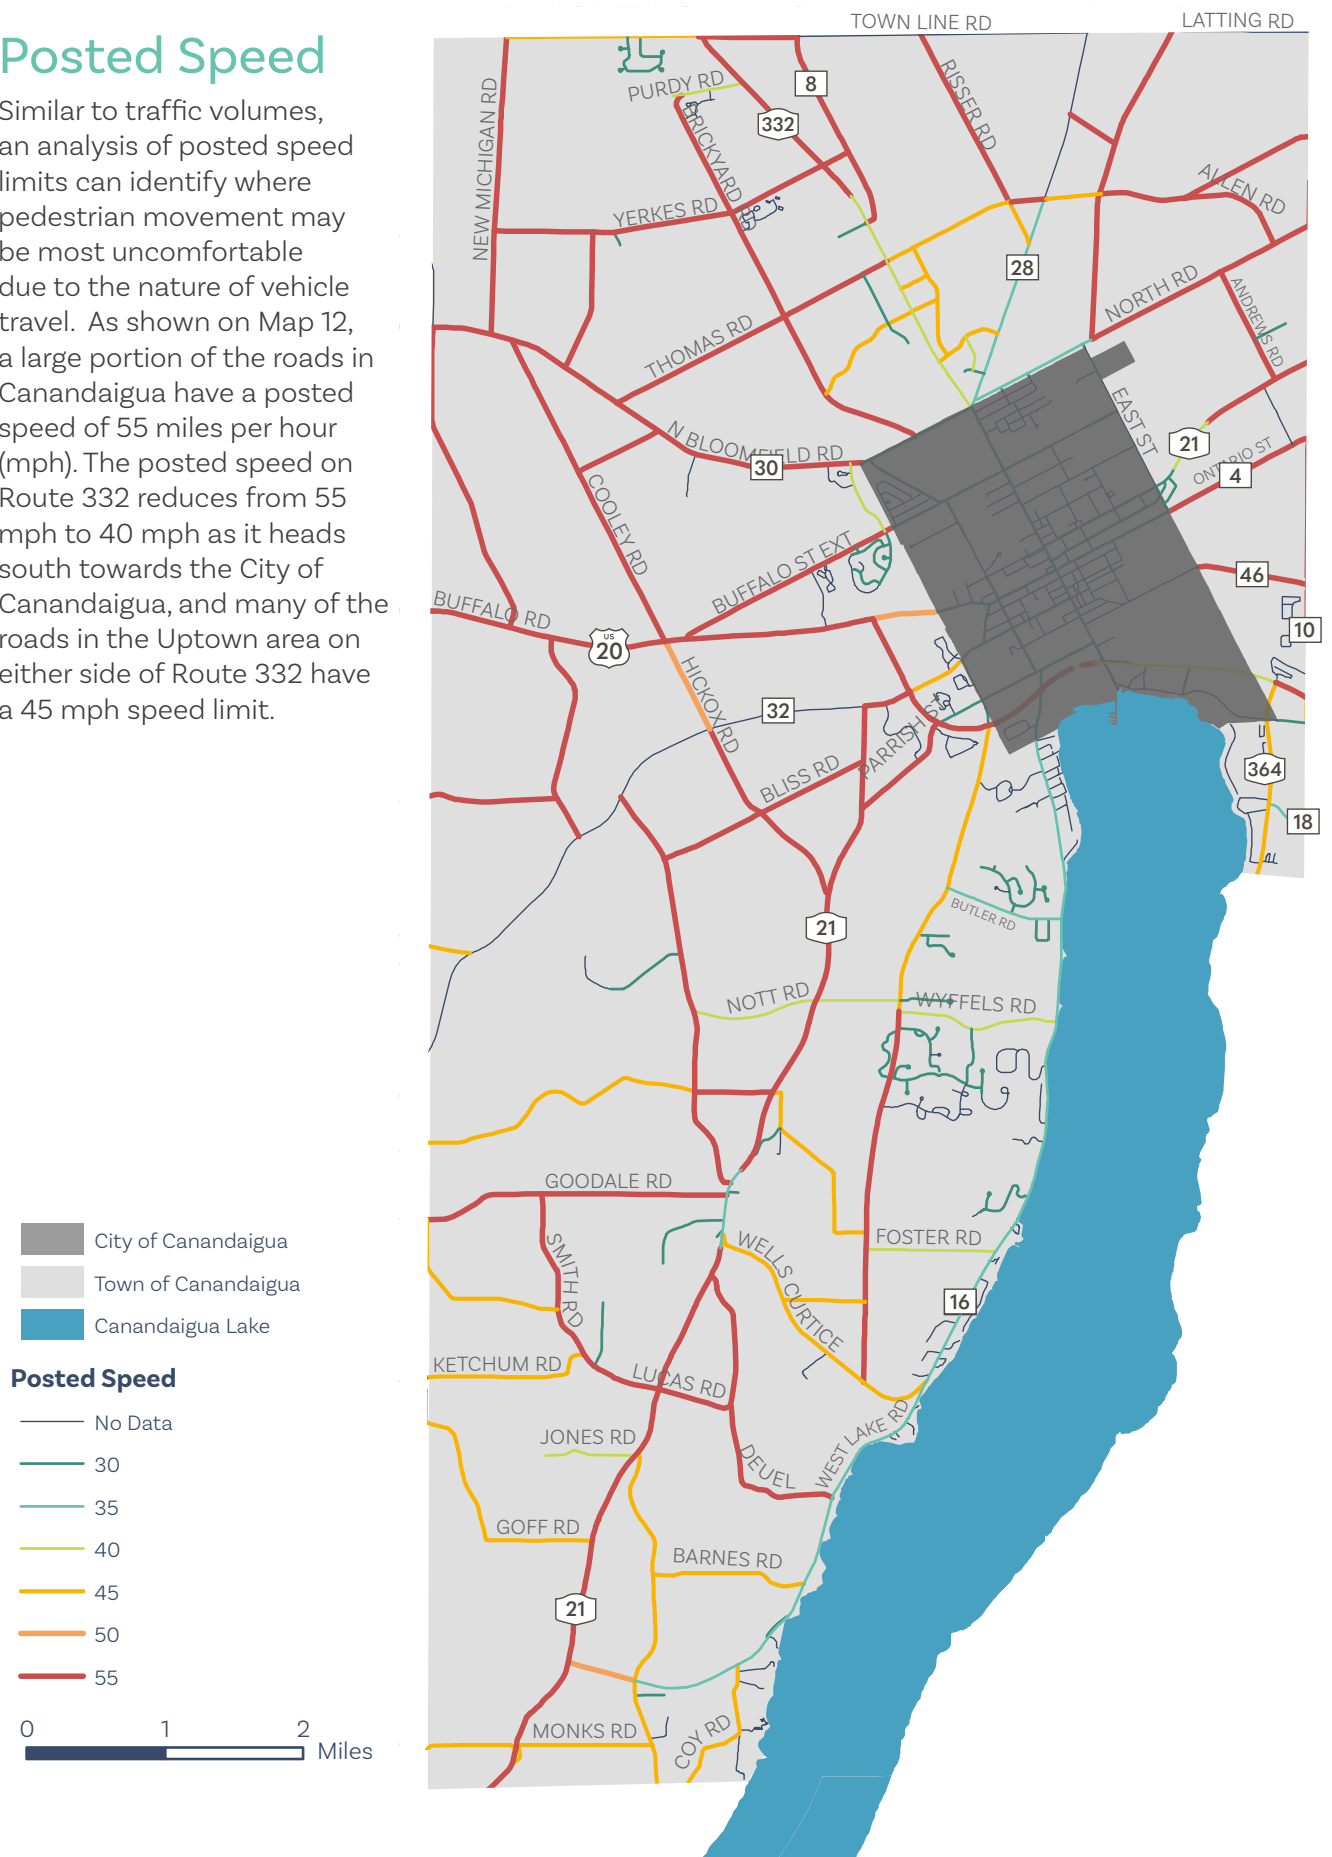 Posted Speed
Similar to traffic volumes,
an analysis of posted speed
limits can identify where
pedestrian movement may
be most uncomfortable
due to the nature of vehicle
travel.  As shown on Map 12,
a large portion of the roads in
Canandaigua have a posted
speed of 55 miles per hour
(mph). The posted speed on
Route 332 reduces from 55
mph to 40 mph as it heads
south towards the City of
Canandaigua, and many of the
roads in the Uptown area on
either side of Route 332 have
a 45 mph speed limit.
City of Canandaigua
Town of Canandaigua
Canandaigua Lake
Posted Speed
No Data
30
35
40
45
50
55
0 1 2
Miles
TOWN LINE RD
LATTING RD
PURDY RD
8
332
RISSER RD
NEW MICHIGAN RD
BRICKYARD RD
ALLEN RD
YERKES RD
28
NORTH RD
ANDREWS RD
THOMAS RD
EAST ST
N BLOOMFIELD RD
30
21
ONTARIO ST
4
COOLEY RD
BUFFALO ST EXT
46
BUFFALO RD
US
20
10
HICKOX RD
32
PARRISH ST
BLISS RD
364
18
21
BUTLER RD
NOTT RD
WYFFELS RD
GOODALE RD
FOSTER RD
SMITH RD
WELLS CURTICE
16
KETCHUM RD
LUCAS RD
JONES RD
DEUEL
WEST LAKE RD
GOFF RD
BARNES RD
21
MONKS RD
COY RD